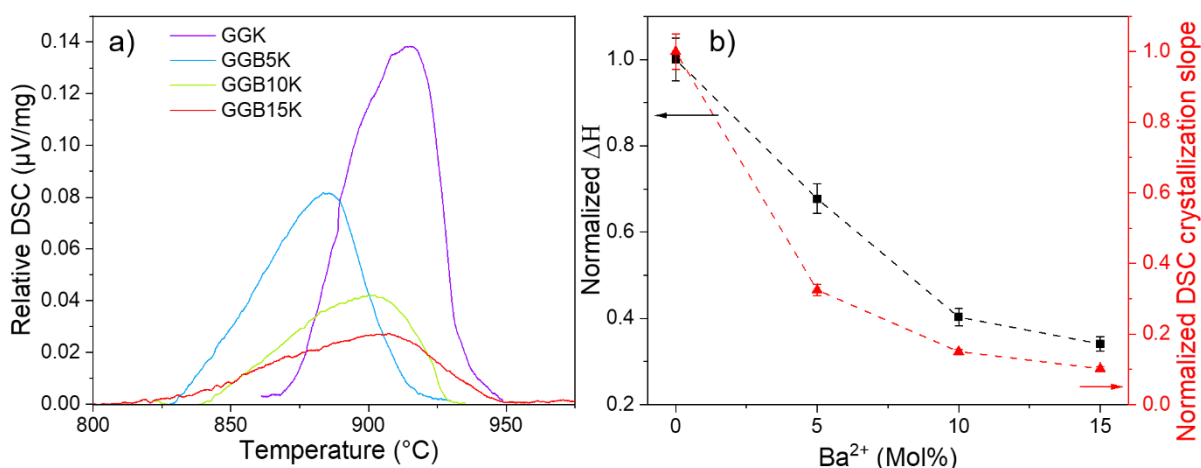 a)
GGK
GGB5K
GGB10K
GGB15K
Relative DSC (µV/mg)
0.14
0.12
0.10
0.08
0.06
0.04
0.02
0.00
800
850
900
950
Temperature (°C)
b)
Normalized ΔH
1.0
0.8
0.6
0.4
0.2
0
5
10
15
Ba²⁺ (Mol%)
1.0
0.8
0.6
0.4
0.2
0.0
Normalized DSC crystallization slope